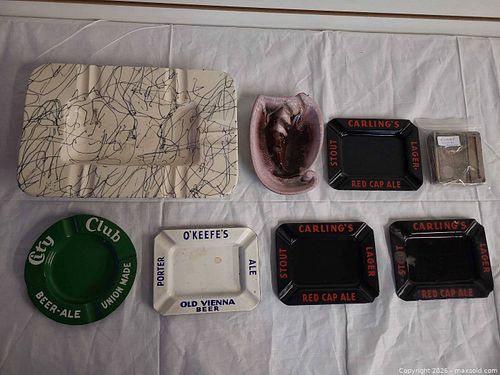 CARLING'S
STOUT
LAGER
RED CAP ALE
City Club
BEER-ALE
UNION MADE
O'KEEFE'S
PORTER
ALE
OLD VIENNA
BEER
CARLING'S
STOUT
LAGER
RED CAP ALE
CARLING'S
STOUT
LAGER
RED CAP ALE
Copyright 2026 - maxsold.com